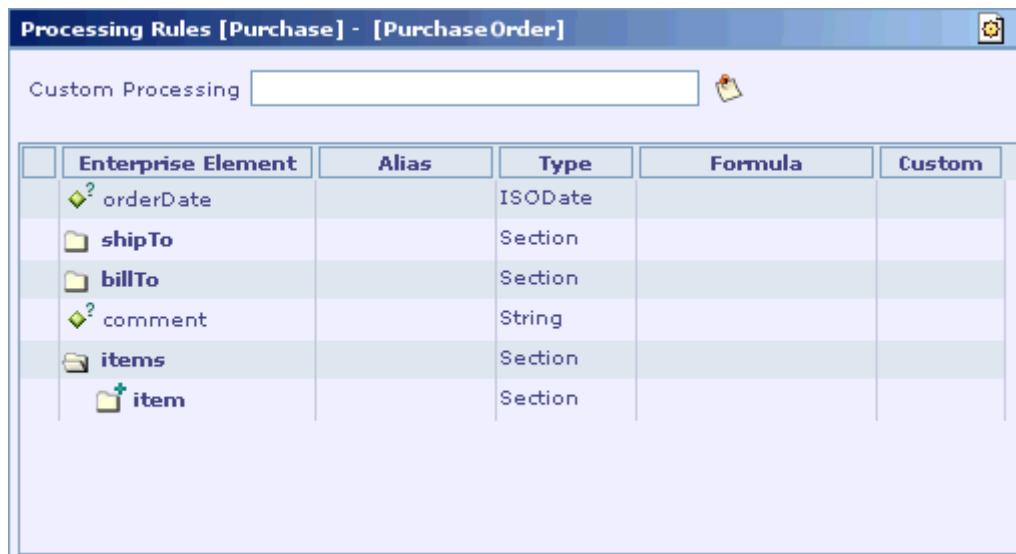 Processing Rules [Purchase] - [PurchaseOrder]
Custom Processing
Enterprise Element Alias Type Formula Custom
? orderDate ISODate
shipTo Section
billTo Section
? comment String
items Section
+ item Section